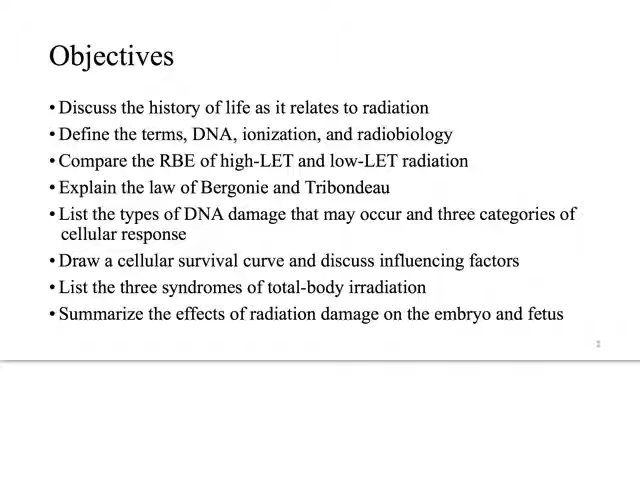 Objectives
• Discuss the history of life as it relates to radiation
• Define the terms, DNA, ionization, and radiobiology
• Compare the RBE of high-LET and low-LET radiation
• Explain the law of Bergonie and Tribondeau
• List the types of DNA damage that may occur and three categories of
cellular response
• Draw a cellular survival curve and discuss influencing factors
• List the three syndromes of total-body irradiation
• Summarize the effects of radiation damage on the embryo and fetus